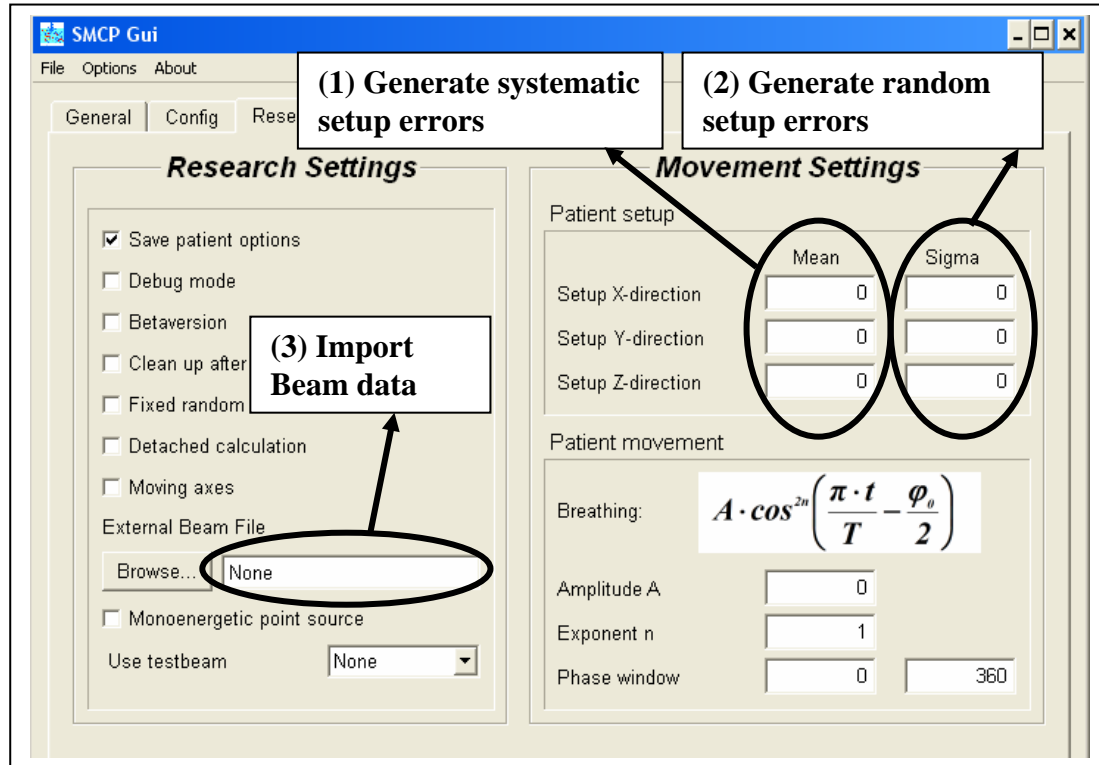 SMCP Gui
File Options About
(1) Generate systematic
setup errors
(2) Generate random
setup errors
General Config Rese
Research Settings
Save patient options
Debug mode
Betaversion
Clean up after
Fixed random
Detached calculation
Moving axes
External Beam File
Browse... None
Monoenergetic point source
Use testbeam None
(3) Import
Beam data
Movement Settings
Patient setup
Mean Sigma
Setup X-direction 0 0
Setup Y-direction 0 0
Setup Z-direction 0 0
Patient movement
Breathing: A · cos²ⁿ(π · t / T − φ₀ / 2)
Amplitude A 0
Exponent n 1
Phase window 0 360